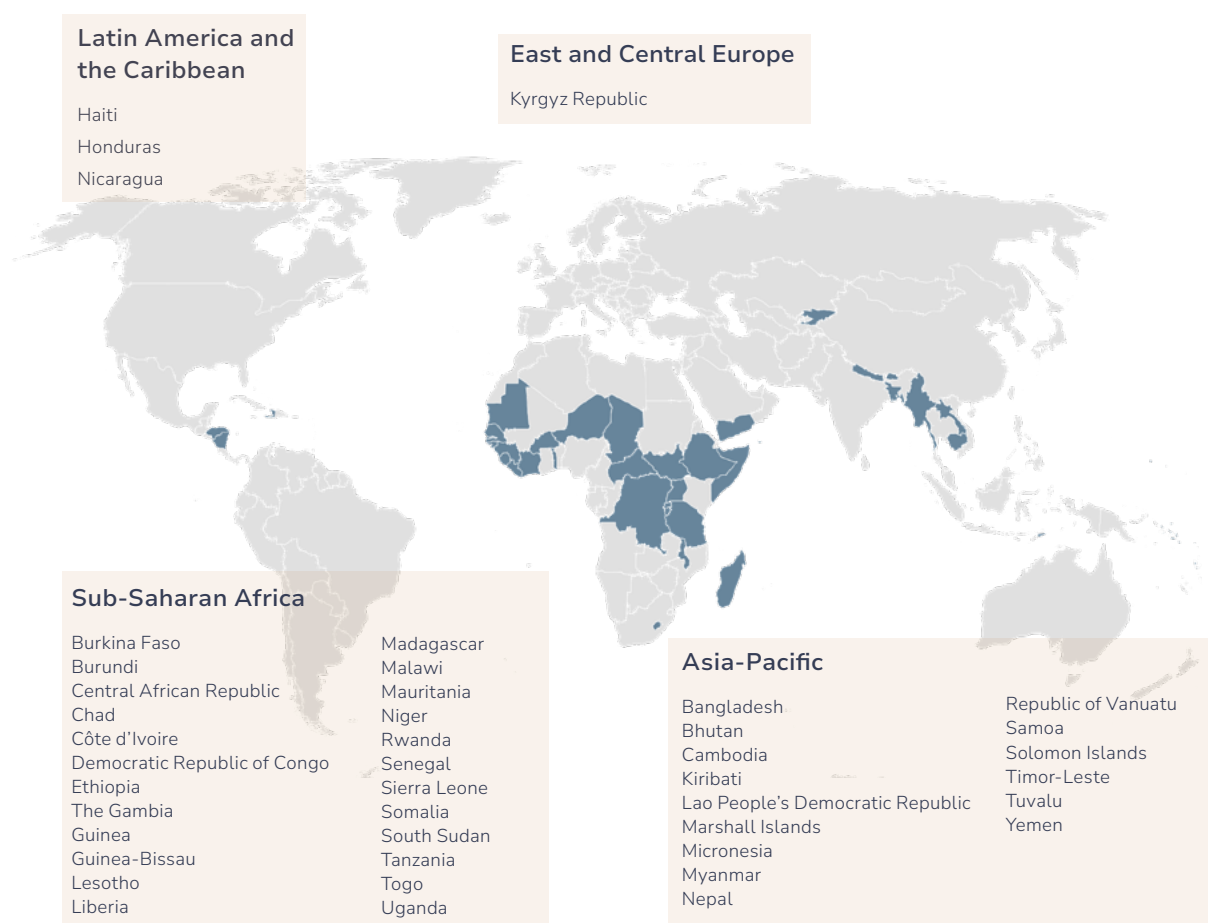 Latin America and
the Caribbean
Haiti
Honduras
Nicaragua
East and Central Europe
Kyrgyz Republic
Sub-Saharan Africa
Burkina Faso
Burundi
Central African Republic
Chad
Côte d’Ivoire
Democratic Republic of Congo
Ethiopia
The Gambia
Guinea
Guinea-Bissau
Lesotho
Liberia
Madagascar
Malawi
Mauritania
Niger
Rwanda
Senegal
Sierra Leone
Somalia
South Sudan
Tanzania
Togo
Uganda
Asia-Pacific
Bangladesh
Bhutan
Cambodia
Kiribati
Lao People’s Democratic Republic
Marshall Islands
Micronesia
Myanmar
Nepal
Republic of Vanuatu
Samoa
Solomon Islands
Timor-Leste
Tuvalu
Yemen